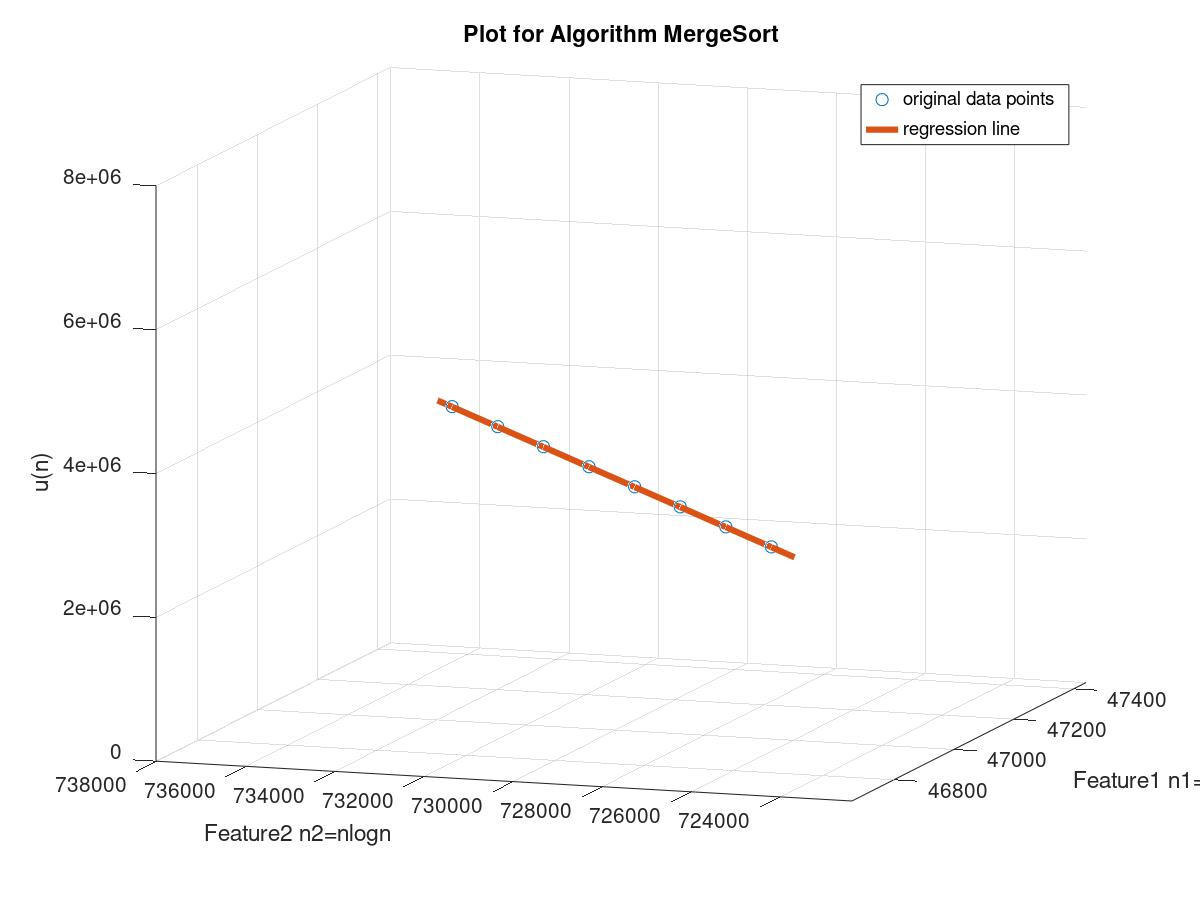 Plot for Algorithm MergeSort
original data points
regression line
8e+06
6e+06
4e+06
2e+06
0
u(n)
738000
736000
734000
732000
730000
728000
726000
724000
Feature2 n2=nlogn
47400
47200
47000
46800
Feature1 n1=